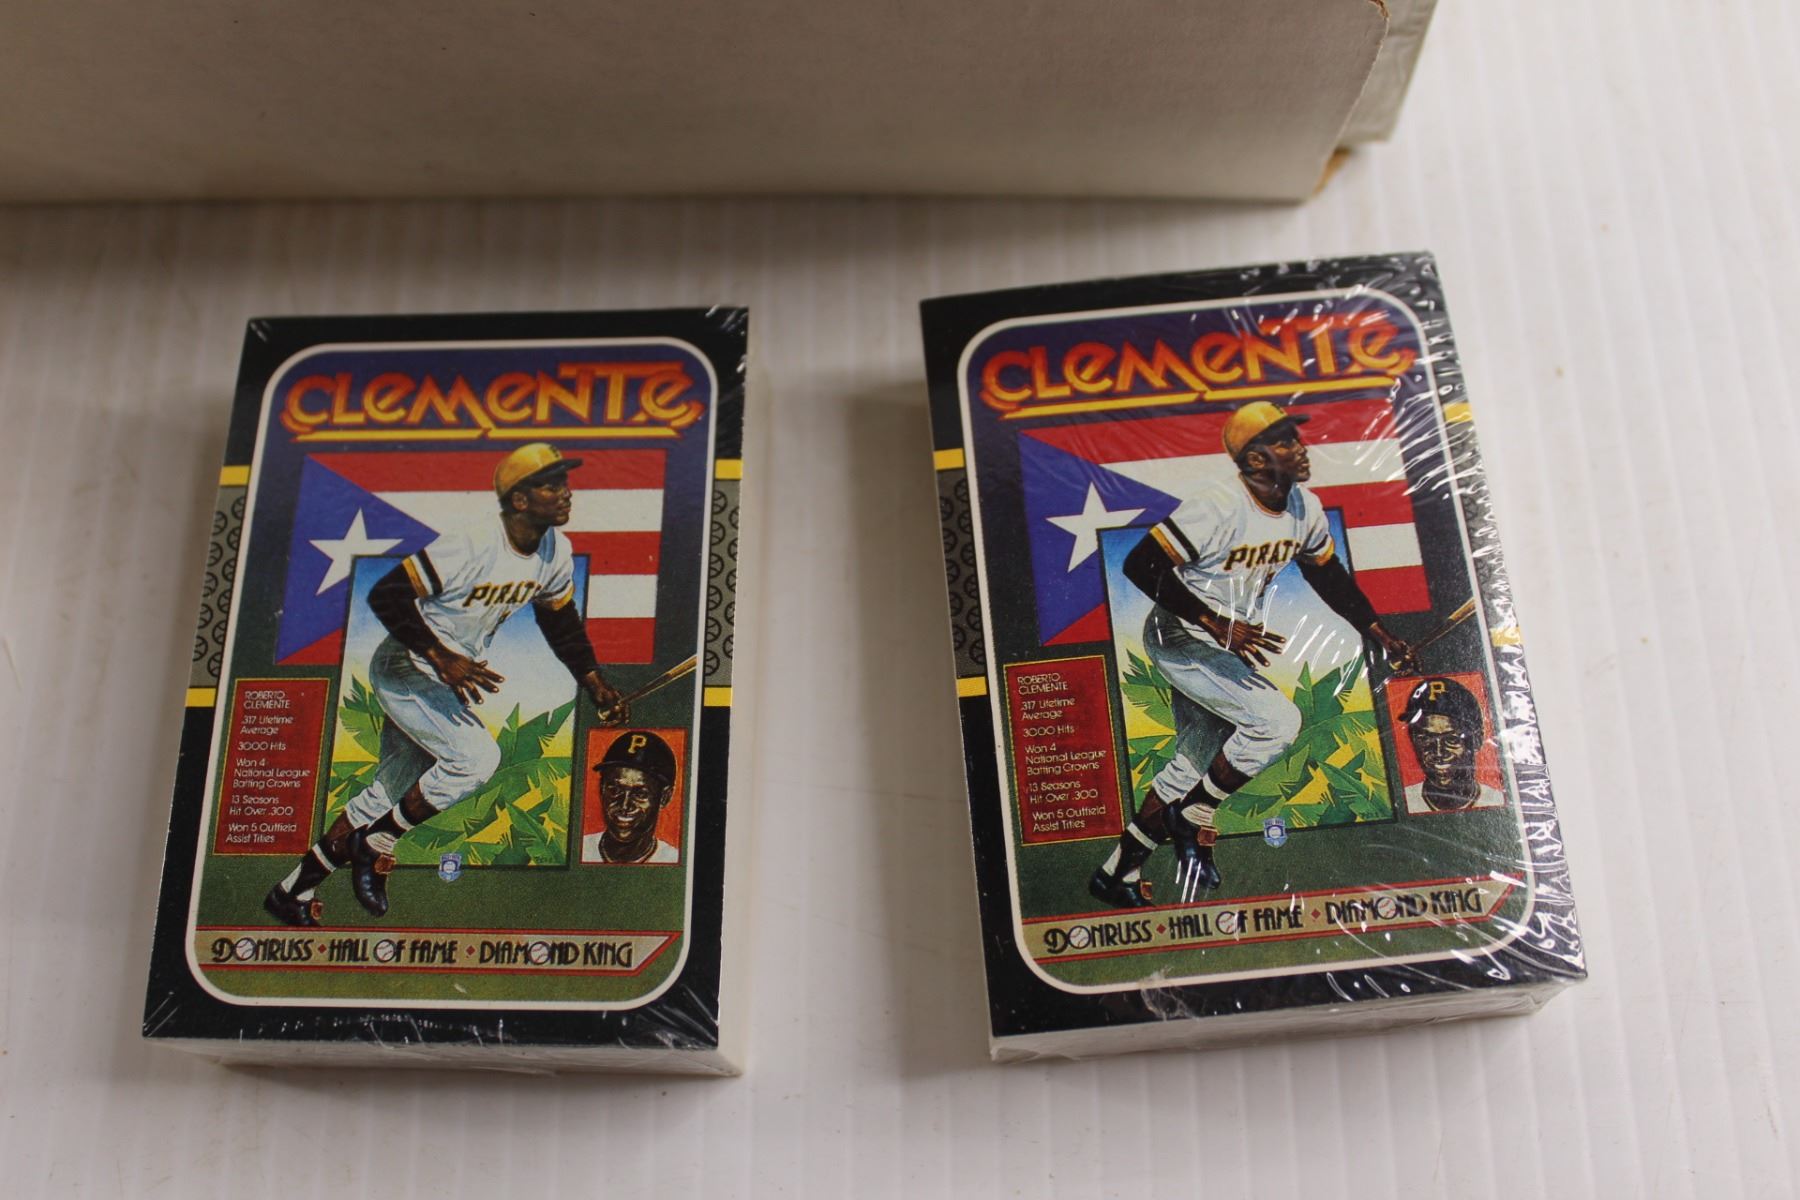 CLEMENTE
PIRAT
ROBERTO
CLEMENTE
.317 Lifetime
Average
3000 Hits
Won 4
National League
Batting Crowns
13 Seasons
Hit Over .300
Won 5 Outfield
Assist Titles
P
DONRUSS • HALL OF FAME • DIAMOND KING
CLEMENTE
PIRAT
ROBERTO
CLEMENTE
.317 Lifetime
Average
3000 Hits
Won 4
National League
Batting Crowns
13 Seasons
Hit Over .300
Won 5 Outfield
Assist Titles
P
DONRUSS • HALL OF FAME • DIAMOND KING